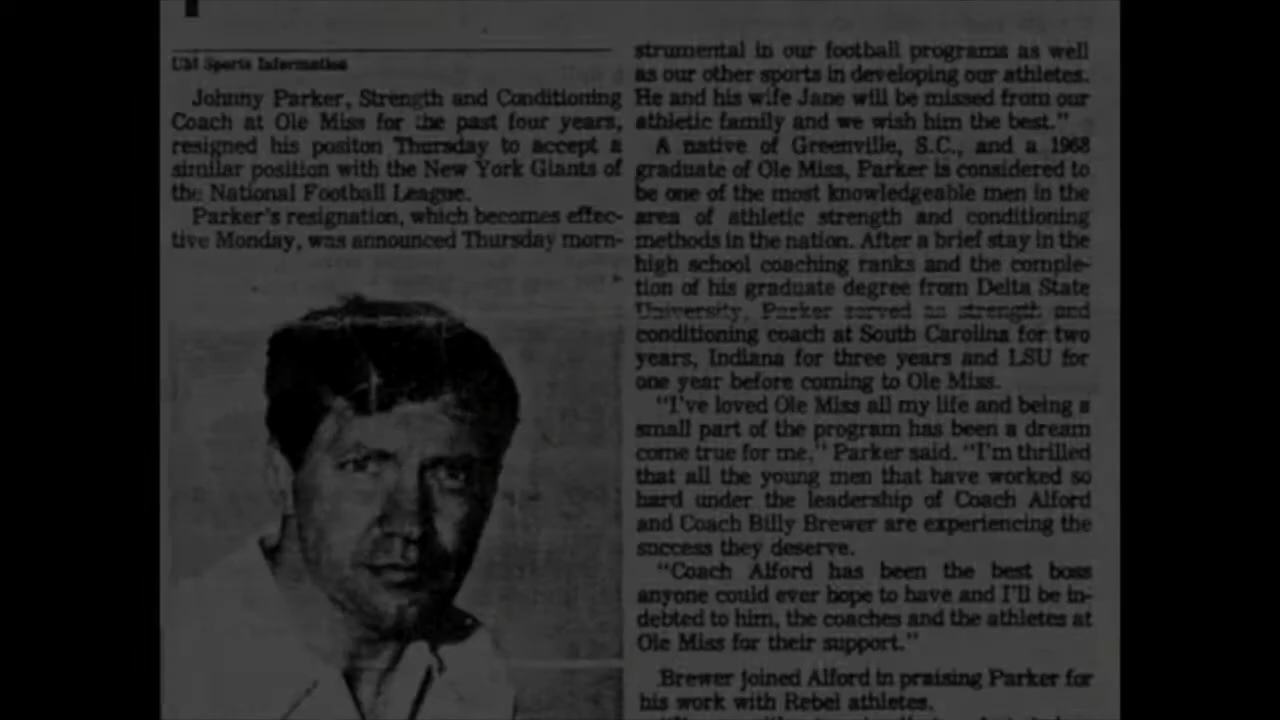 UM Sports Information
Johnny Parker, Strength and Conditioning
Coach at Ole Miss for the past four years,
resigned his positon Thursday to accept a
similar position with the New York Giants of
the National Football League.
Parker's resignation, which becomes effec-
tive Monday, was announced Thursday morn-
strumental in our football programs as well
as our other sports in developing our athletes.
He and his wife Jane will be missed from our
athletic family and we wish him the best."
A native of Greenville, S.C., and a 1968
graduate of Ole Miss, Parker is considered to
be one of the most knowledgeable men in the
area of athletic strength and conditioning
methods in the nation. After a brief stay in the
high school coaching ranks and the comple-
tion of his graduate degree from Delta State
University, Parker served as strength and
conditioning coach at South Carolina for two
years, Indiana for three years and LSU for
one year before coming to Ole Miss.
"I've loved Ole Miss all my life and being a
small part of the program has been a dream
come true for me," Parker said. "I'm thrilled
that all the young men that have worked so
hard under the leadership of Coach Alford
and Coach Billy Brewer are experiencing the
success they deserve.
"Coach Alford has been the best boss
anyone could ever hope to have and I'll be in-
debted to him, the coaches and the athletes at
Ole Miss for their support."
Brewer joined Alford in praising Parker for
his work with Rebel athletes.